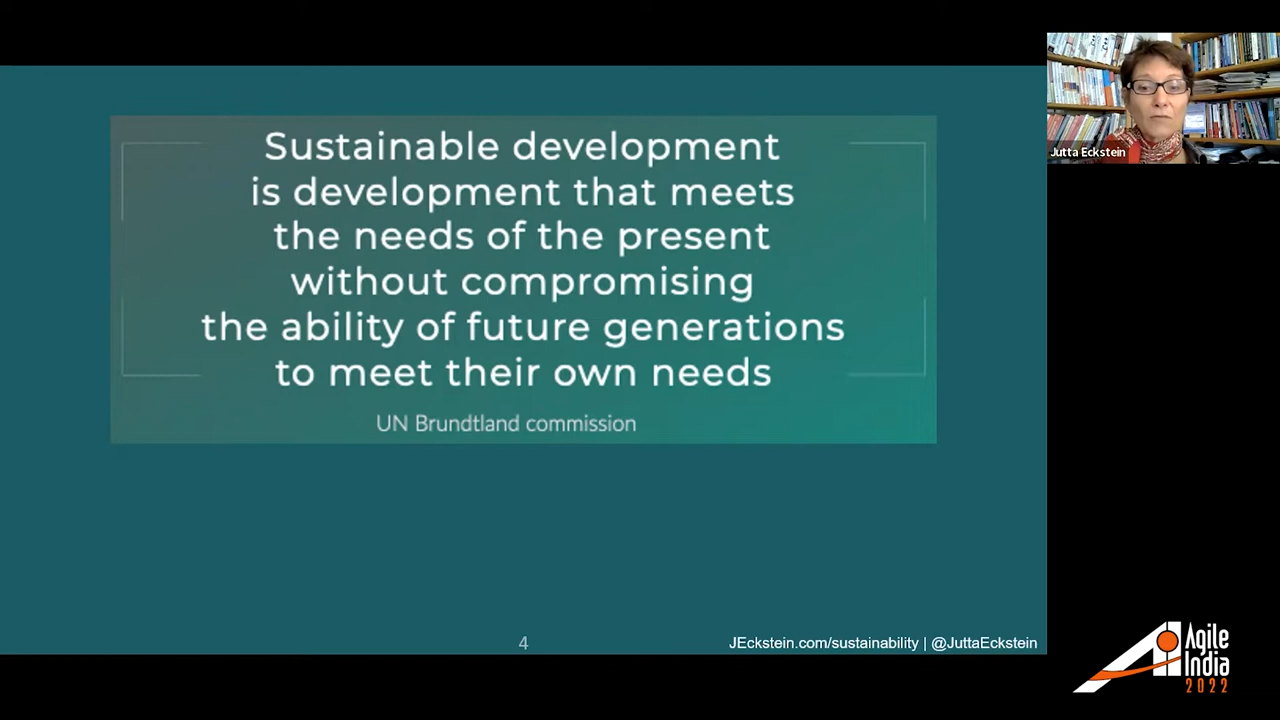 Sustainable development
is development that meets
the needs of the present
without compromising
the ability of future generations
to meet their own needs
UN Brundtland commission
4
JEckstein.com/sustainability | @JuttaEckstein
Jutta Eckstein
Agile
India
2022